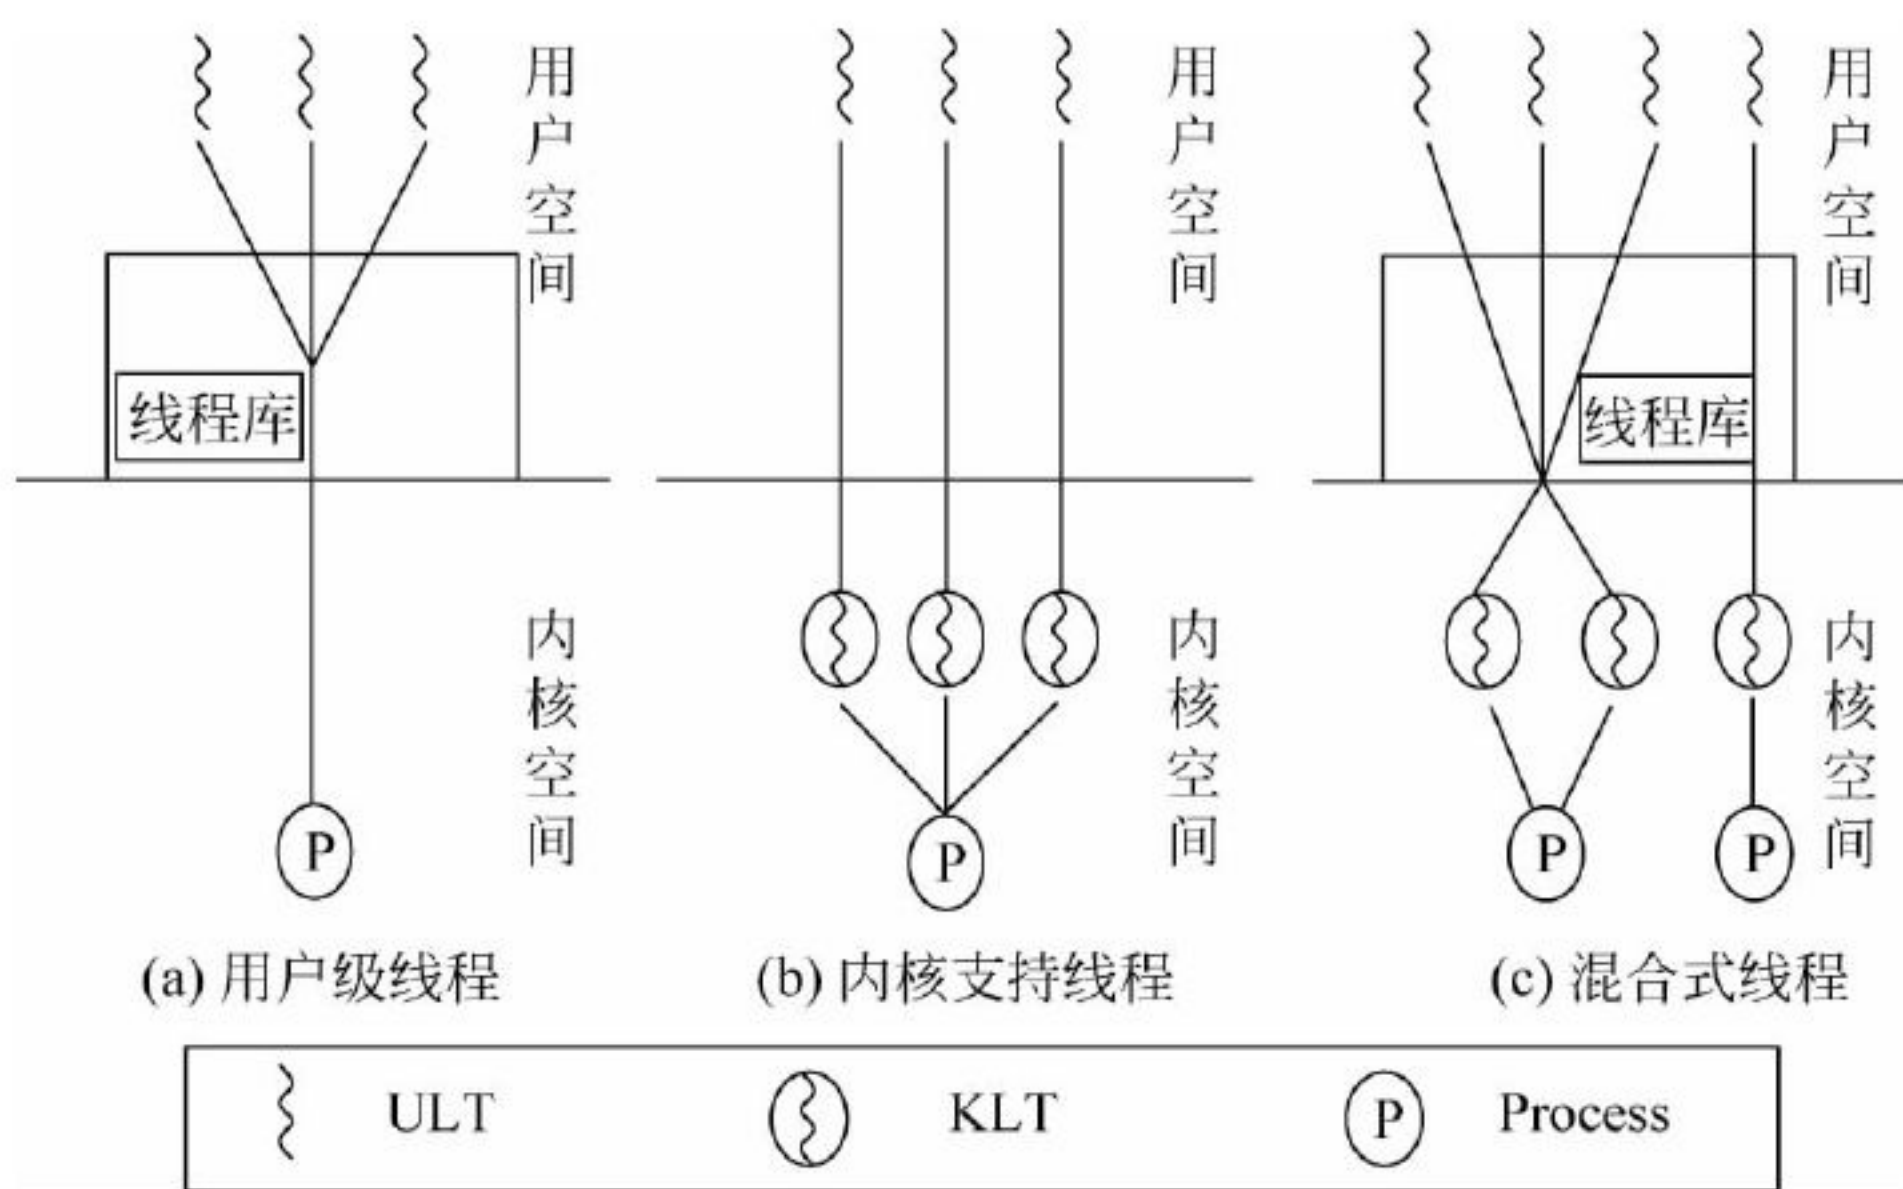 用户空间
用户空间
用户空间
线程库
线程库
内核空间
内核空间
内核空间
P
P
P
P
(a) 用户级线程
(b) 内核支持线程
(c) 混合式线程
ULT
KLT
P
Process